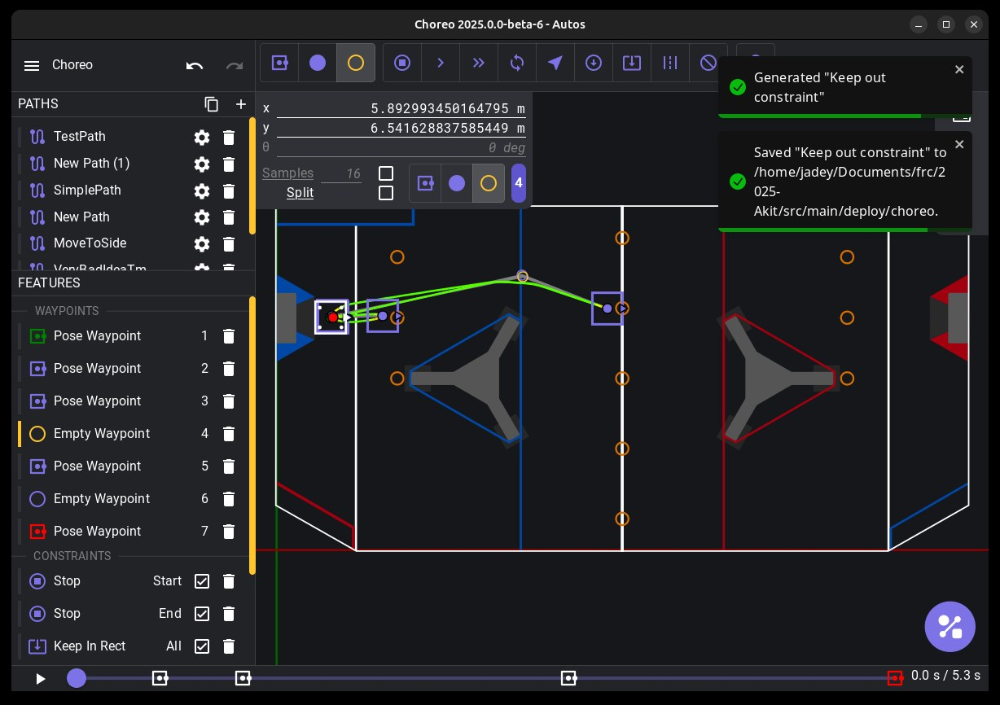 Choreo 2025.0.0-beta-6 - Autos
Choreo
PATHS
TestPath
New Path (1)
SimplePath
New Path
MoveToSide
VeryBadIdeaTm
FEATURES
WAYPOINTS
Pose Waypoint 1
Pose Waypoint 2
Pose Waypoint 3
Empty Waypoint 4
Pose Waypoint 5
Empty Waypoint 6
Pose Waypoint 7
CONSTRAINTS
Stop Start
Stop End
Keep In Rect All
x 5.892993450164795 m
y 6.541628837585449 m
θ 0 deg
Samples 16
Split
4
Generated "Keep out
constraint"
Saved "Keep out constraint" to
/home/jadey/Documents/frc/2
025-
Akit/src/main/deploy/choreo.
0.0 s / 5.3 s